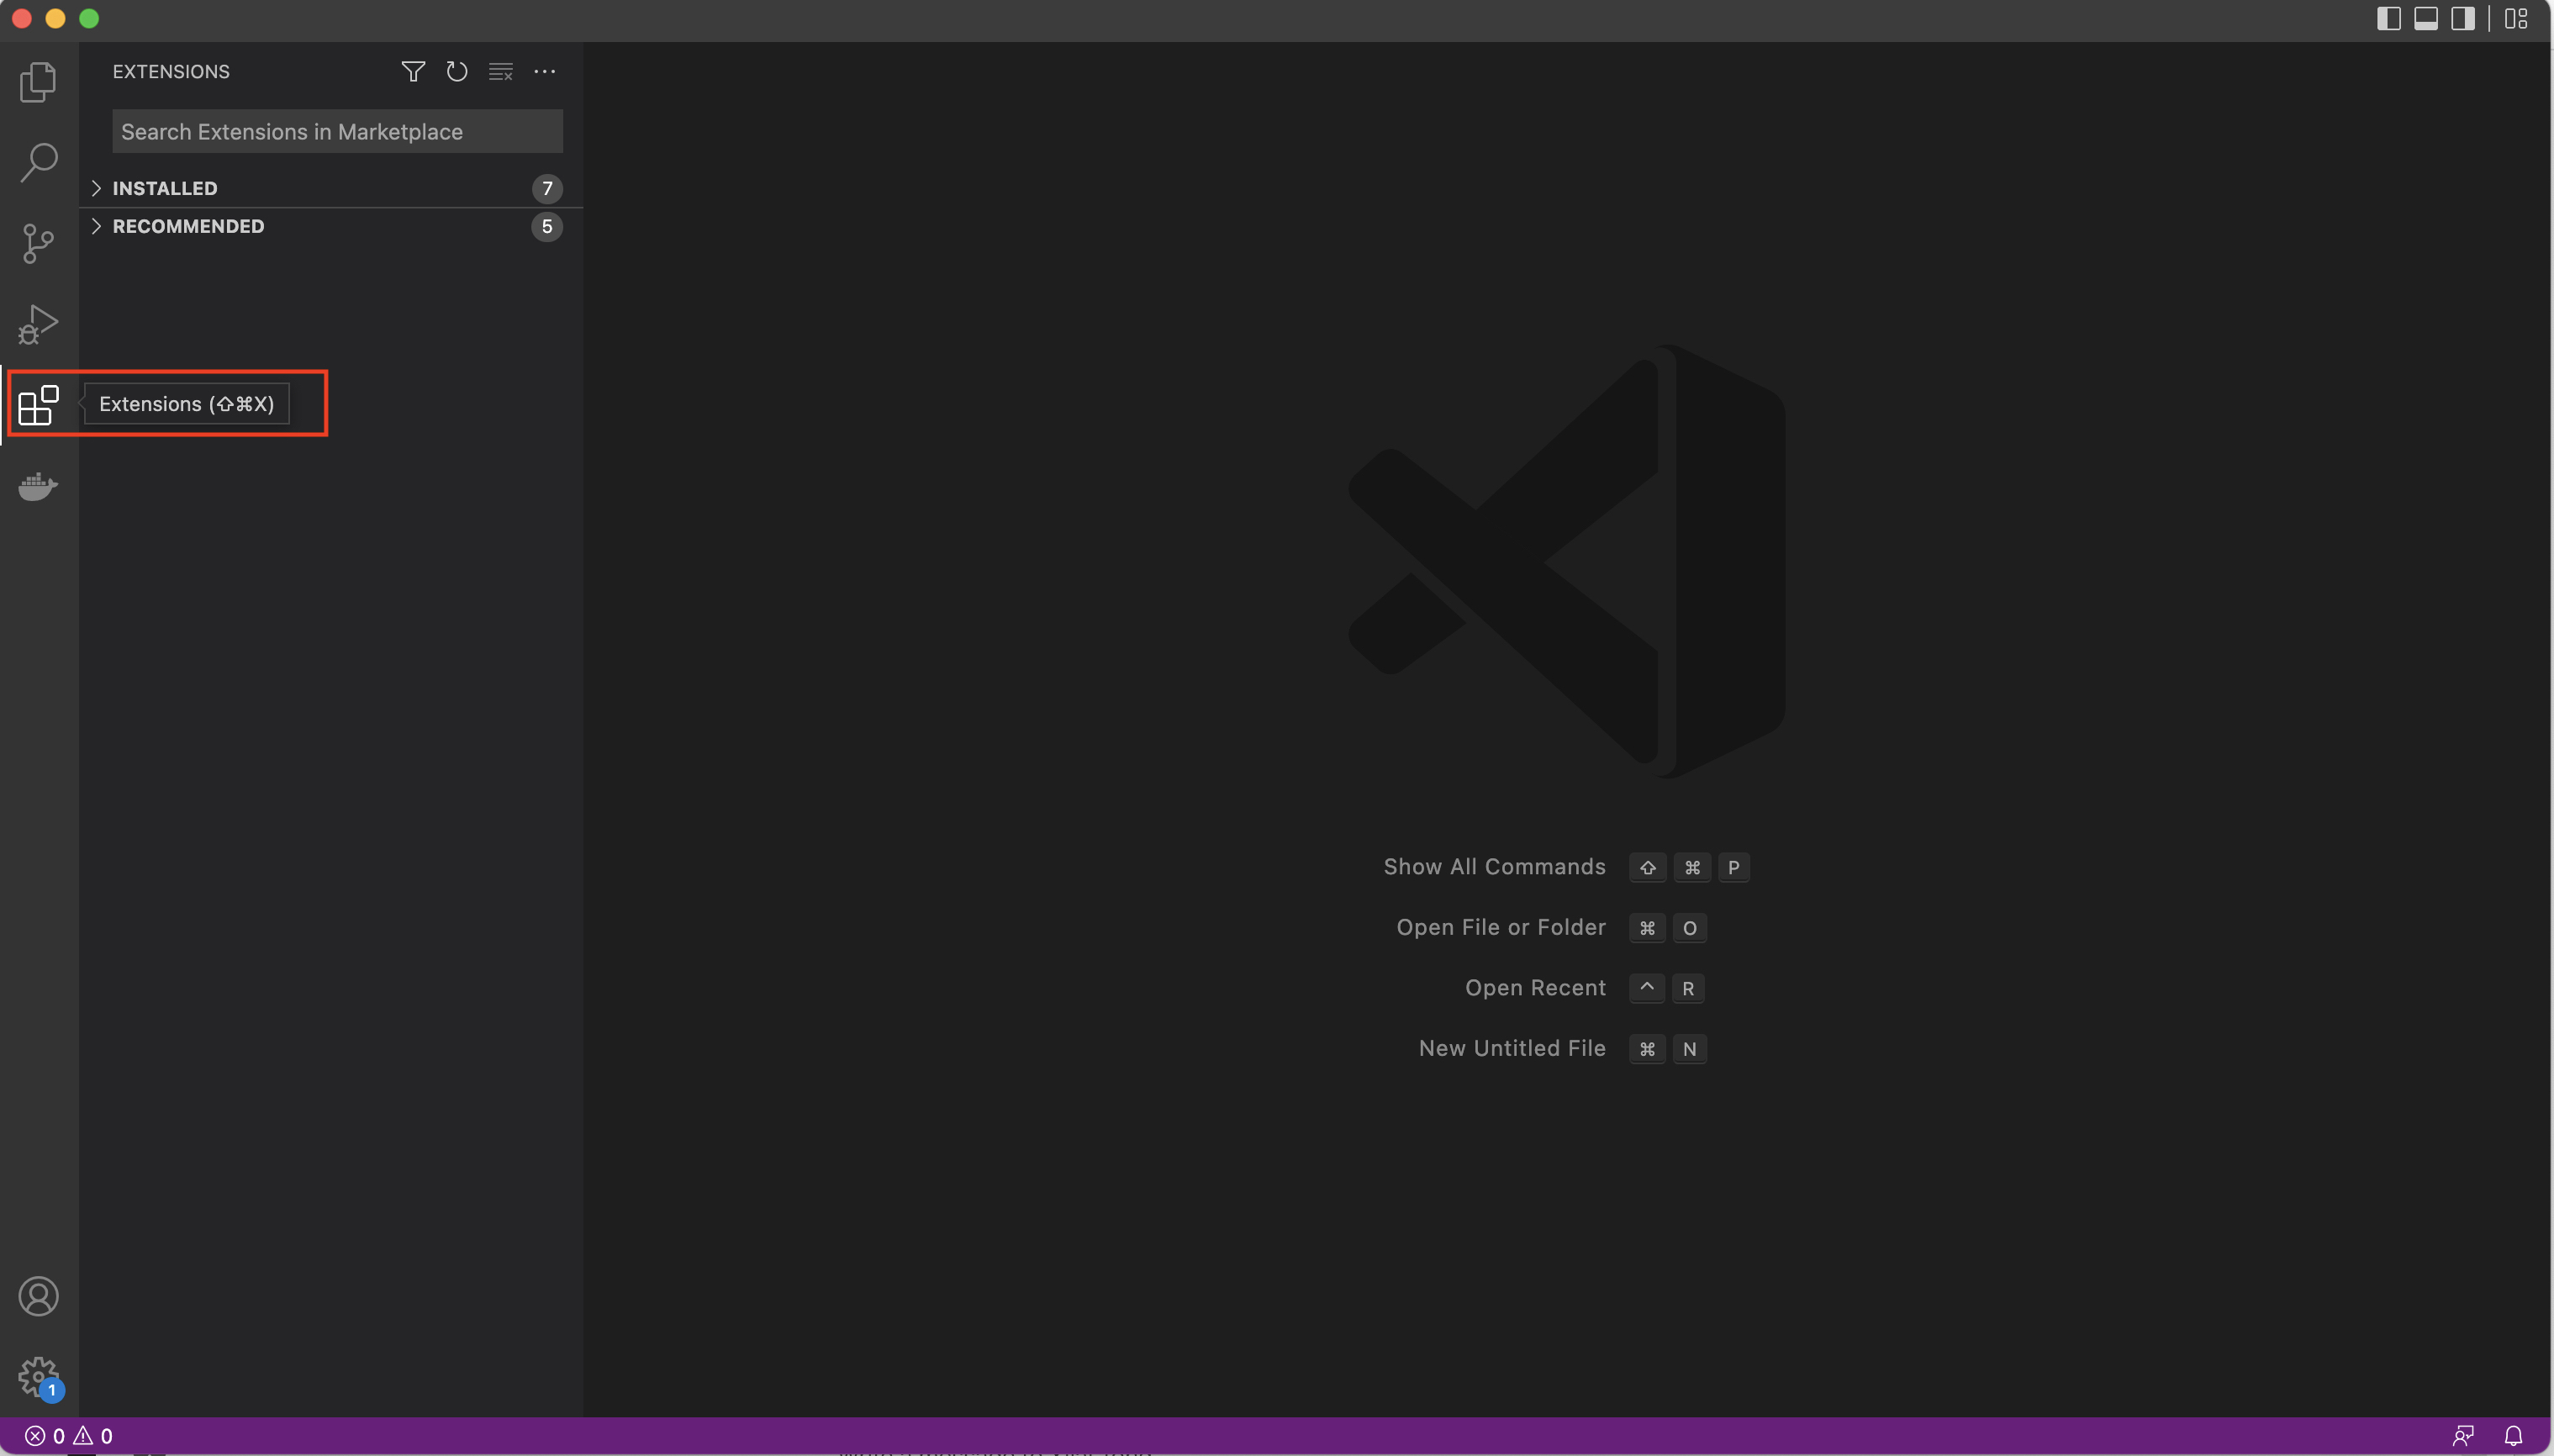 EXTENSIONS
Search Extensions in Marketplace
INSTALLED 7
RECOMMENDED 5
Extensions (⇧⌘X)
Show All Commands ⇧ ⌘ P
Open File or Folder ⌘ O
Open Recent ^ R
New Untitled File ⌘ N
1
0 0